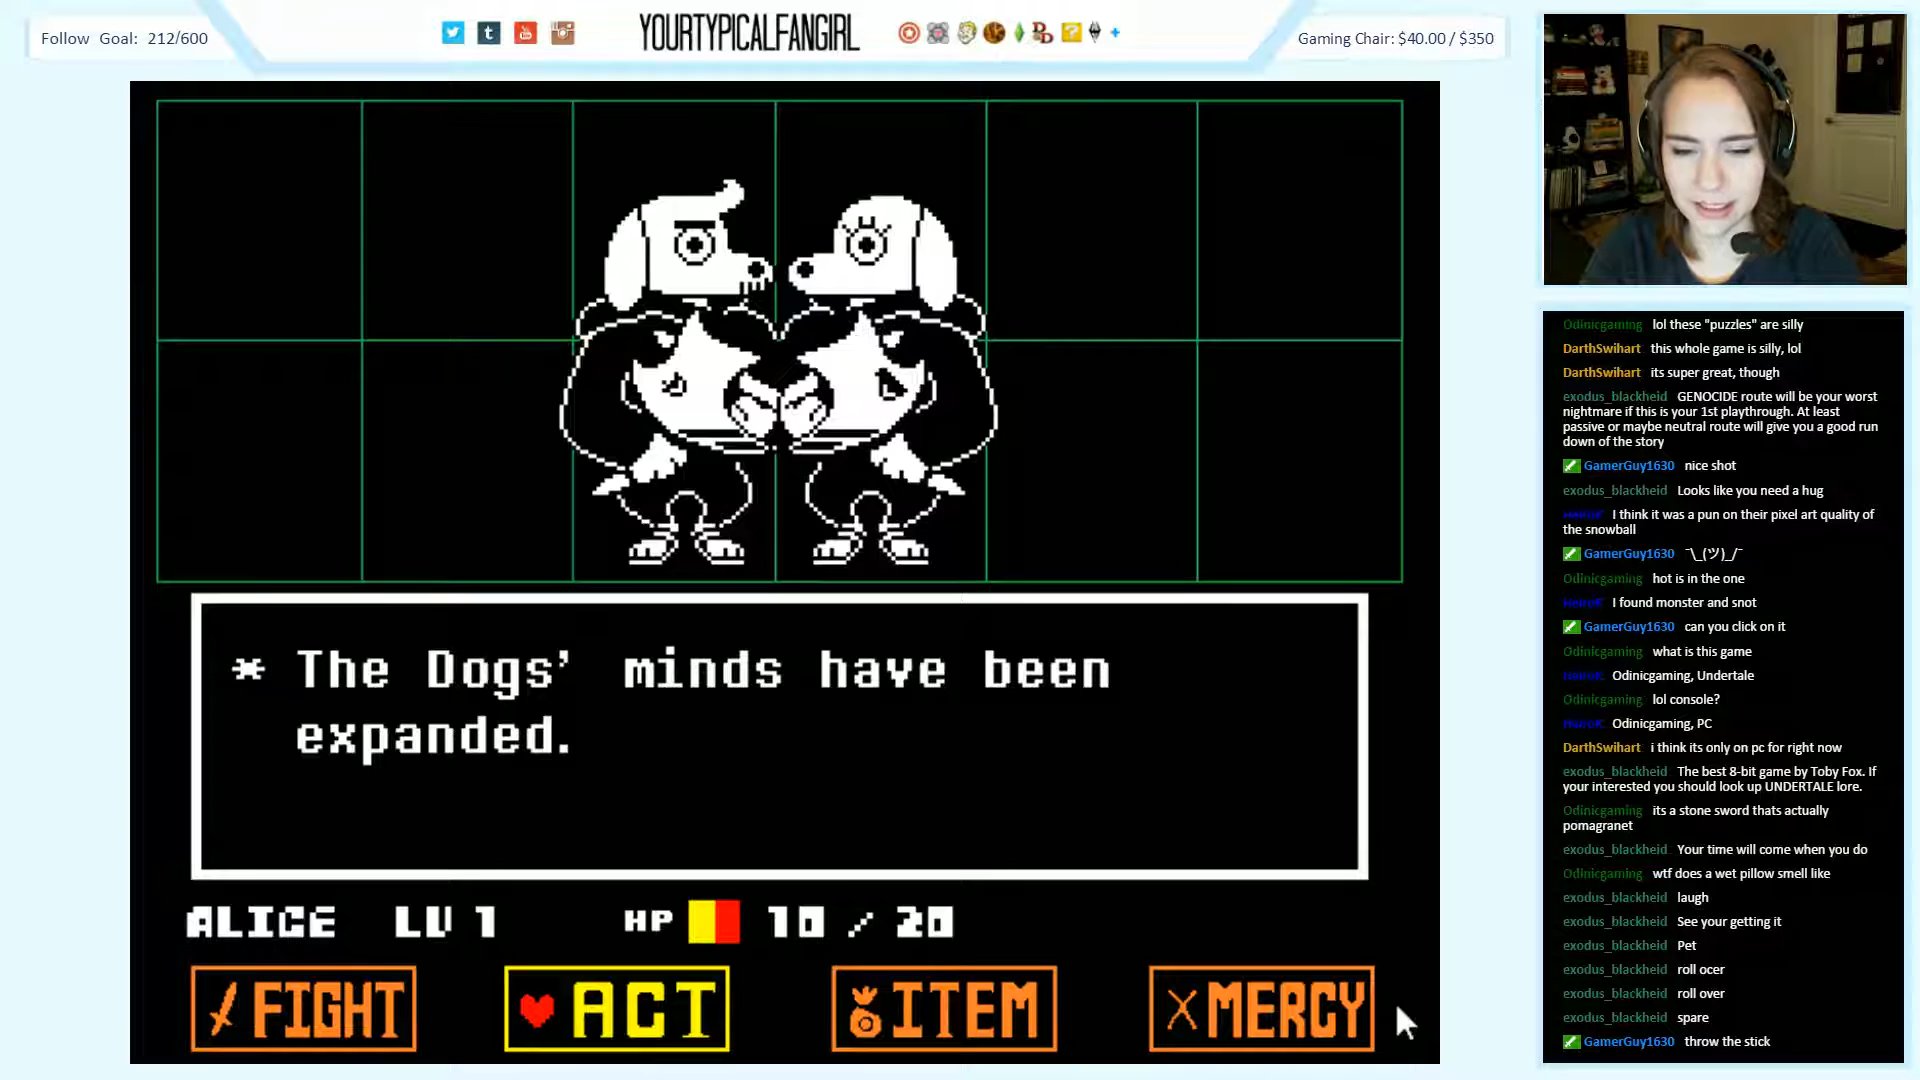 Follow Goal: 212/600
YOURTYPICALFANGIRL
Gaming Chair: $40.00 / $350
* The Dogs' minds have been
expanded.
ALICE LV 1 HP 10 / 20
FIGHT ACT ITEM MERCY
Odinicgaming lol these "puzzles" are silly
DarthSwihart this whole game is silly, lol
DarthSwihart its super great, though
exodus_blackheid GENOCIDE route will be your worst
nightmare if this is your 1st playthrough. At least
passive or maybe neutral route will give you a good run
down of the story
GamerGuy1630 nice shot
exodus_blackheid Looks like you need a hug
I think it was a pun on their pixel art quality of
the snowball
GamerGuy1630 ¯\_(ツ)_/¯
Odinicgaming hot is in the one
I found monster and snot
GamerGuy1630 can you click on it
Odinicgaming what is this game
Odinicgaming, Undertale
Odinicgaming lol console?
Odinicgaming, PC
DarthSwihart i think its only on pc for right now
exodus_blackheid The best 8-bit game by Toby Fox. If
your interested you should look up UNDERTALE lore.
Odinicgaming its a stone sword thats actually
pomagranet
exodus_blackheid Your time will come when you do
Odinicgaming wtf does a wet pillow smell like
exodus_blackheid laugh
exodus_blackheid See your getting it
exodus_blackheid Pet
exodus_blackheid roll ocer
exodus_blackheid roll over
exodus_blackheid spare
GamerGuy1630 throw the stick